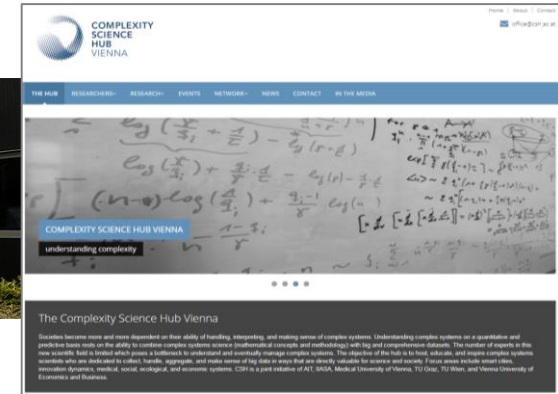 Home | About | Contact
COMPLEXITY
SCIENCE
HUB
VIENNA
office@csh.ac.at
THE HUB RESEARCHERS RESEARCH EVENTS NETWORK NEWS CONTACT IN THE MEDIA
COMPLEXITY SCIENCE HUB VIENNA
understanding complexity
The Complexity Science Hub Vienna
Societies become more and more dependent on their ability of handling, interpreting, and making sense of complex systems. Understanding complex systems on a quantitative and
predictive basis rests on the ability to combine complex systems science (mathematical concepts and methodology) with big and comprehensive datasets. The number of experts in this
new scientific field is limited which poses a bottleneck to understand and eventually manage complex systems. The objective of the hub is to host, educate, and inspire complex systems
scientists who are dedicated to collect, handle, aggregate, and make sense of big data in ways that are directly valuable for science and society. Focus areas include smart cities,
innovation dynamics, medical, social, ecological, and economic systems. CSH is a joint initiative of AIT, IIASA, Medical University of Vienna, TU Graz, TU Wien, and Vienna University of
Economics and Business.